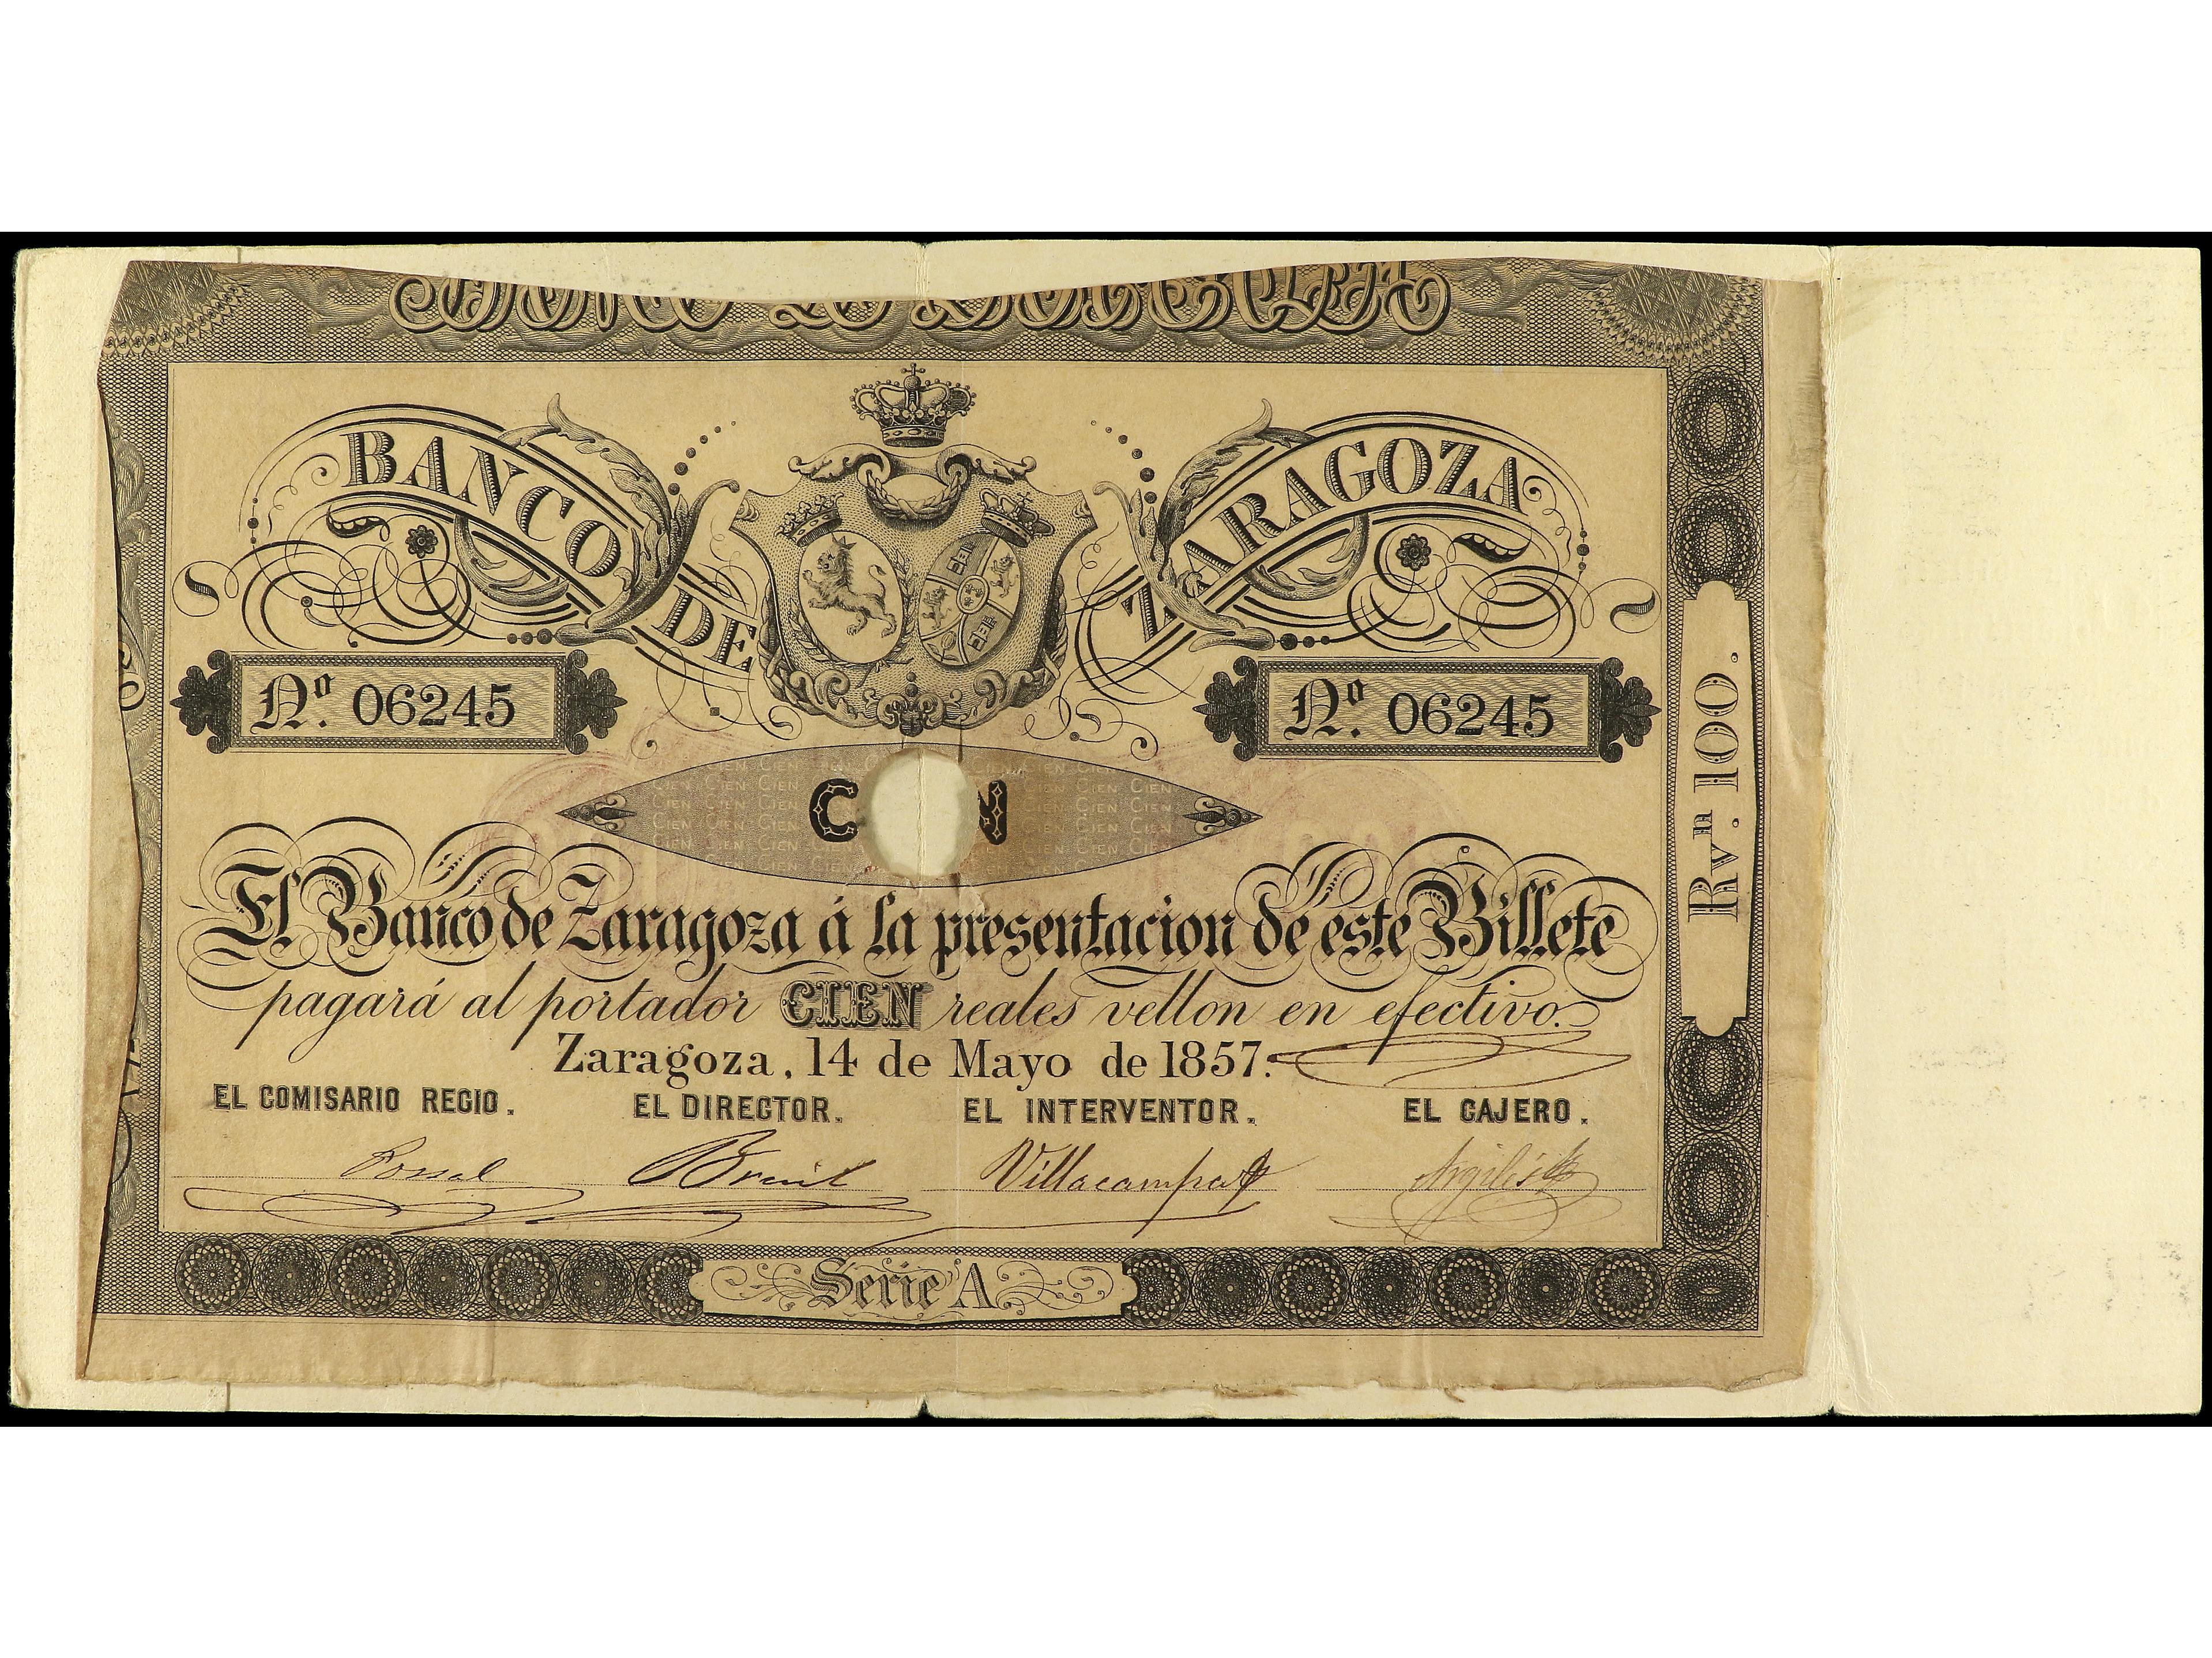 BANCO DE ZARAGOZA
Nº. 06245
Nº. 06245
C N
El Banco de Zaragoza á la presentacion de este Billete
pagará al portador CIEN reales vellon en efectivo.
Zaragoza, 14 de Mayo de 1857.
EL COMISARIO REGIO. EL DIRECTOR. EL INTERVENTOR. EL CAJERO.
Villacampa
Serie A
Rvn. 100.